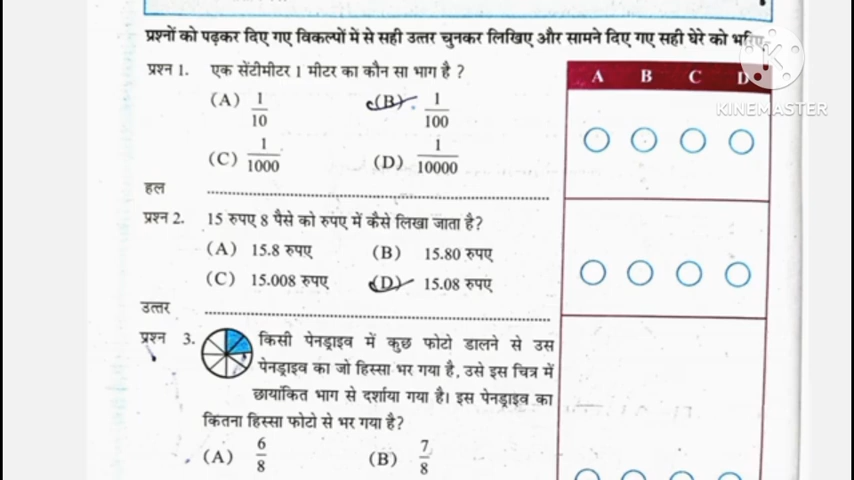 प्रश्नों को पढ़कर दिए गए विकल्पों में से सही उत्तर चुनकर लिखिए और सामने दिए गए सही घेरे को भरिए
KINEMASTER
A B C D
प्रश्न 1. एक सेंटीमीटर 1 मीटर का कौन सा भाग है ?
(A) 1/10 (B) 1/100
(C) 1/1000 (D) 1/10000
हल
प्रश्न 2. 15 रुपए 8 पैसे को रुपए में कैसे लिखा जाता है?
(A) 15.8 रुपए (B) 15.80 रुपए
(C) 15.008 रुपए (D) 15.08 रुपए
उत्तर
प्रश्न 3. किसी पेनड्राइव में कुछ फोटो डालने से उस
पेनड्राइव का जो हिस्सा भर गया है, उसे इस चित्र में
छायांकित भाग से दर्शाया गया है। इस पेनड्राइव का
कितना हिस्सा फोटो से भर गया है?
(A) 6/8 (B) 7/8